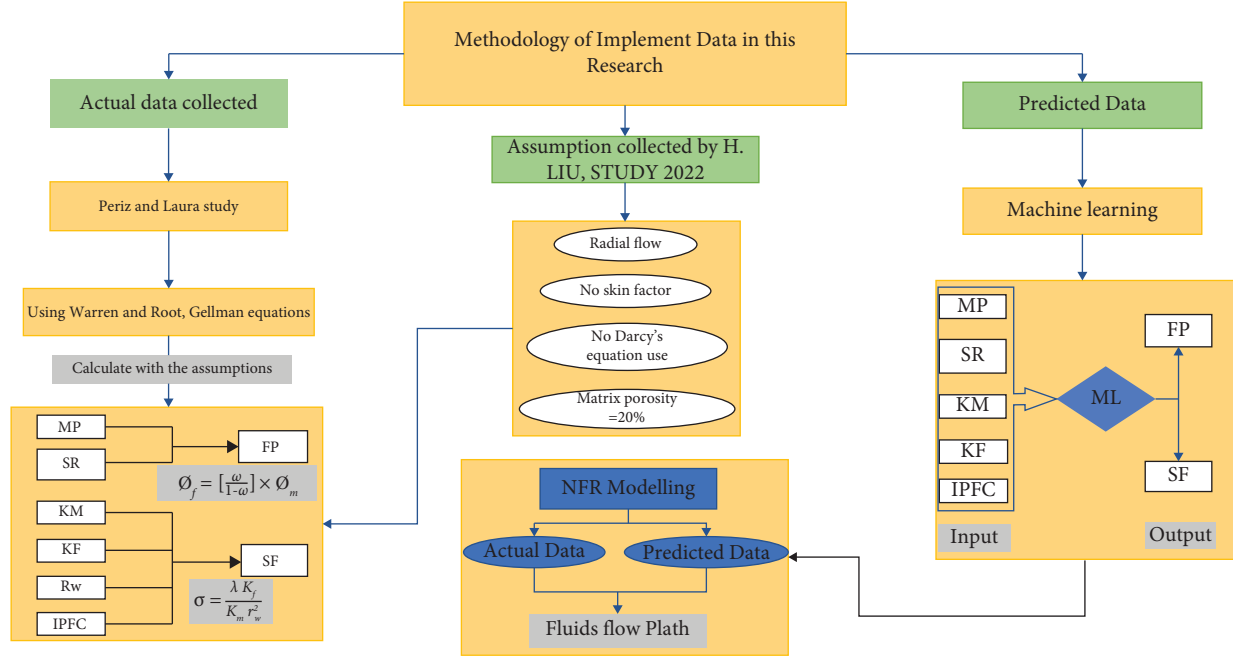 Methodology of Implement Data in this
Research
Actual data collected
Periz and Laura study
Using Warren and Root, Gellman equations
Calculate with the assumptions
MP
SR
FP
Ø_f = [ω/(1-ω)] × Ø_m
KM
KF
Rw
IPFC
SF
σ = (λ K_f)/(K_m r_w^2)
Assumption collected by H.
LIU, STUDY 2022
Radial flow
No skin factor
No Darcy's
equation use
Matrix porosity
=20%
NFR Modelling
Actual Data
Predicted Data
Fluids flow Plath
Predicted Data
Machine learning
MP
SR
KM
KF
IPFC
Input
ML
FP
SF
Output